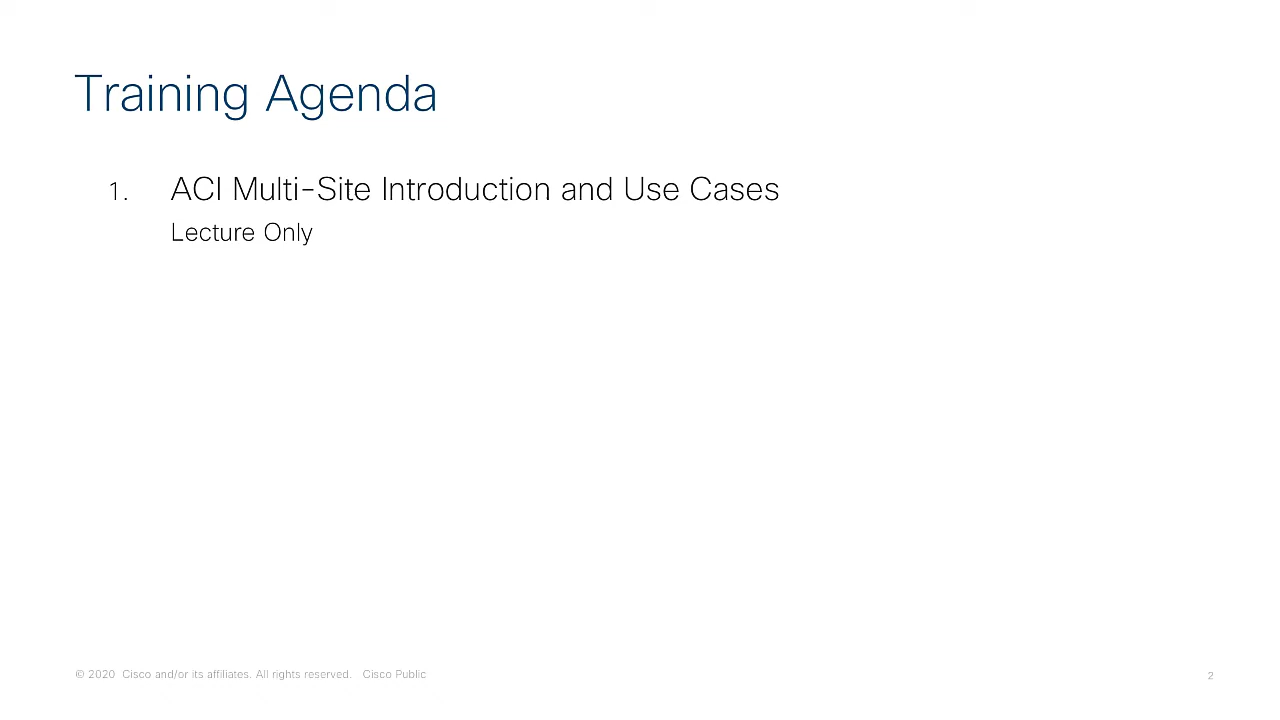 Training Agenda
1. ACI Multi-Site Introduction and Use Cases
Lecture Only
© 2020 Cisco and/or its affiliates. All rights reserved. Cisco Public
2